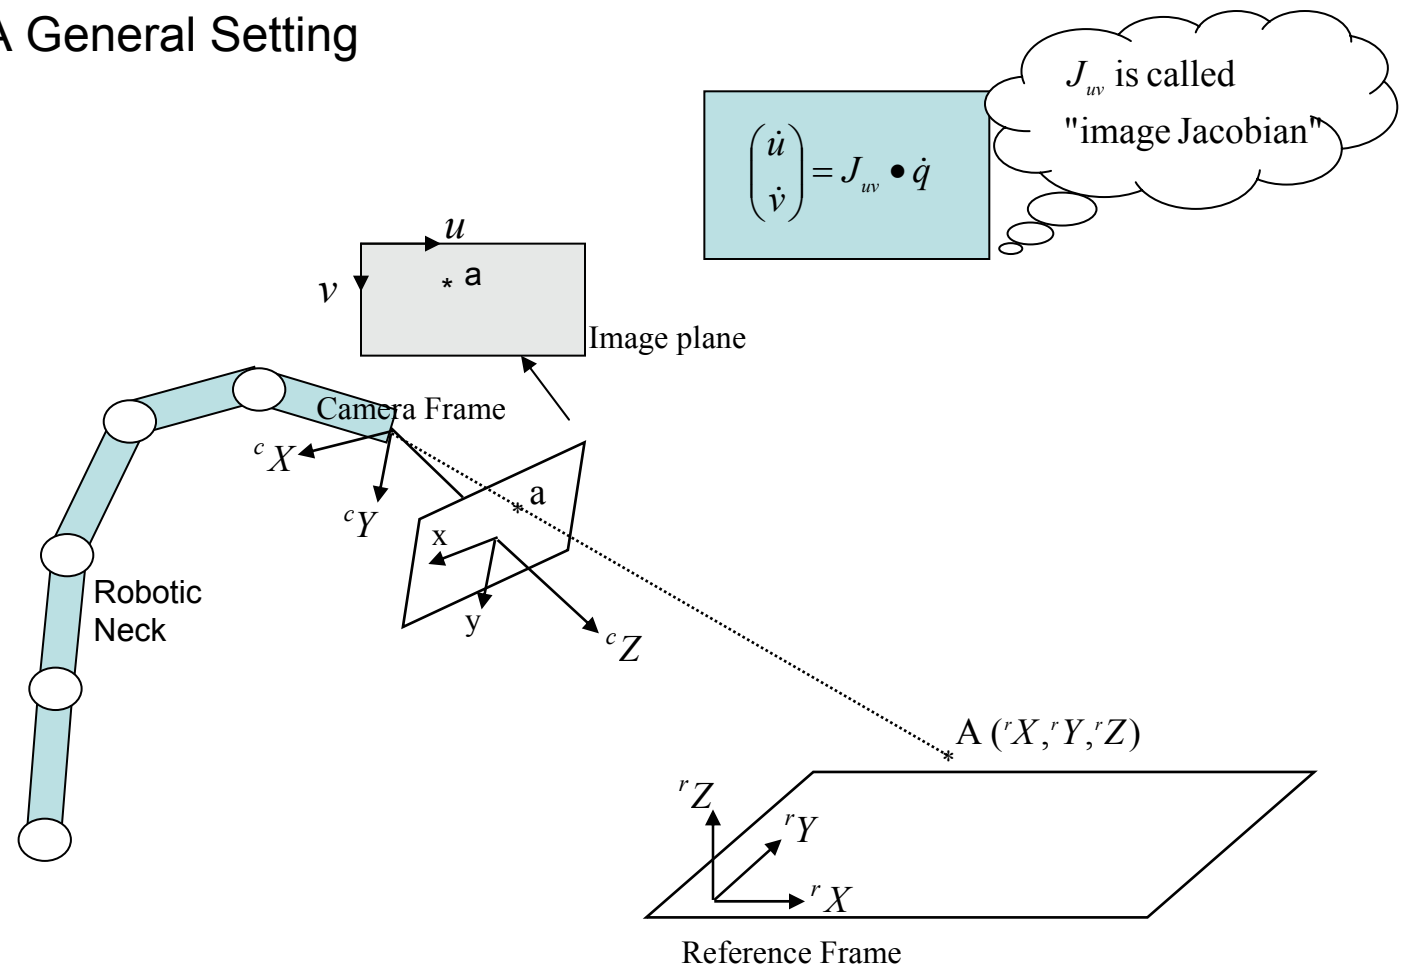 A General Setting
J_uv is called
"image Jacobian"
(u̇ v̇) = J_uv • q̇
u
v
* a
Image plane
Camera Frame
ᶜX
ᶜY
a
*
x
y
ᶜZ
Robotic
Neck
A (ʳX,ʳY,ʳZ)
*
ʳZ
ʳY
ʳX
Reference Frame